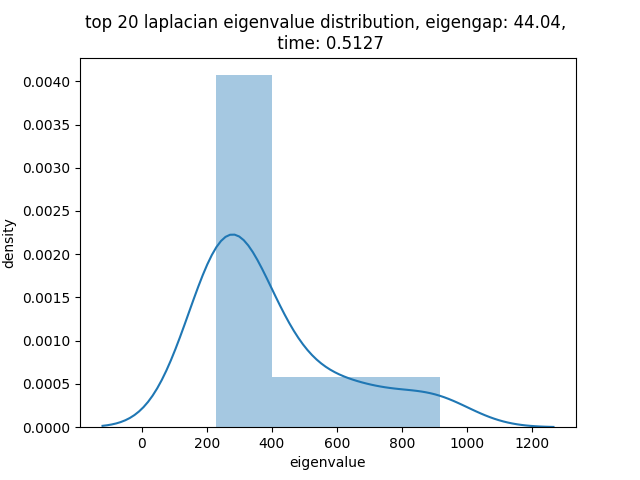 top 20 laplacian eigenvalue distribution, eigengap: 44.04,
time: 0.5127
0.0040
0.0035
0.0030
0.0025
0.0020
0.0015
0.0010
0.0005
0.0000
density
0 200 400 600 800 1000 1200
eigenvalue